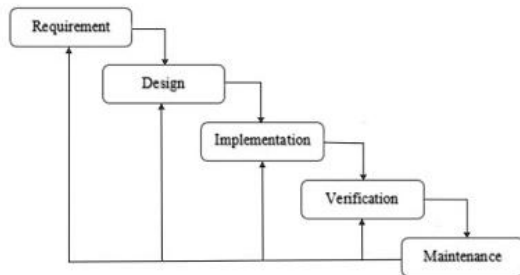 Requirement
Design
Implementation
Verification
Maintenance